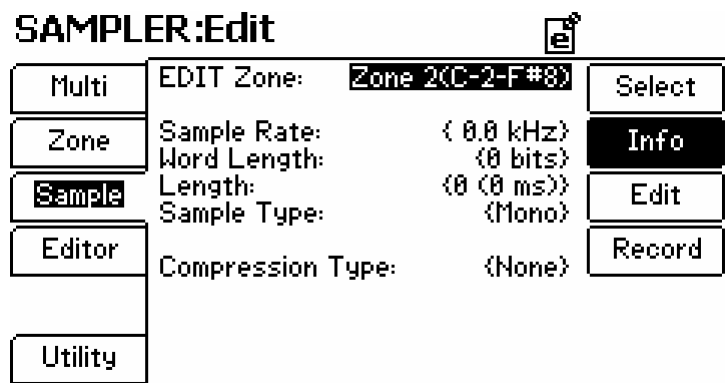 SAMPLER:Edit
e
Multi
Zone
Sample
Editor
Utility
EDIT Zone: Zone 2(C-2-F#8)
Sample Rate: { 0.0 kHz}
Word Length: {0 bits}
Length: {0 (0 ms)}
Sample Type: {Mono}
Compression Type: {None}
Select
Info
Edit
Record